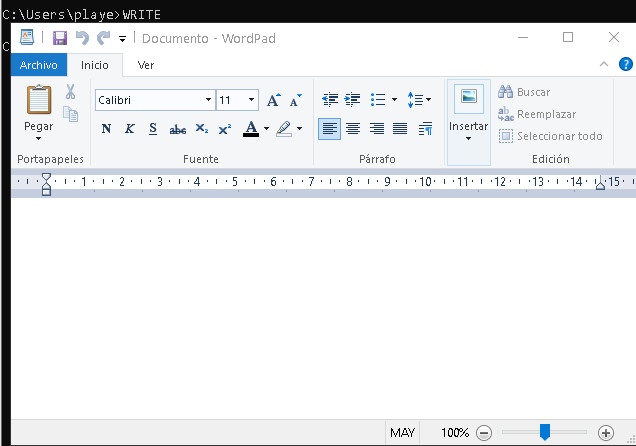 C:\Users\playe>WRITE
C
Documento - WordPad
Archivo Inicio Ver
Pegar
Portapapeles
Calibri 11
N K S abc X₂ X²
A
Fuente
Párrafo
Insertar
Buscar
Reemplazar
Seleccionar todo
Edición
1 2 3 4 5 6 7 8 9 10 11 12 13 14 15
MAY 100%